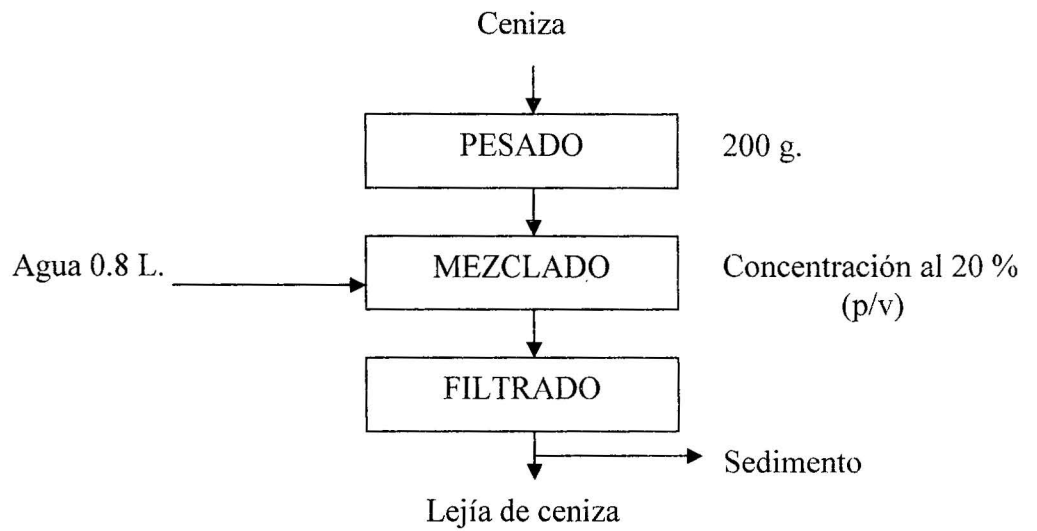 Ceniza
PESADO
200 g.
Agua 0.8 L.
MEZCLADO
Concentración al 20 %
(p/v)
FILTRADO
Sedimento
Lejía de ceniza